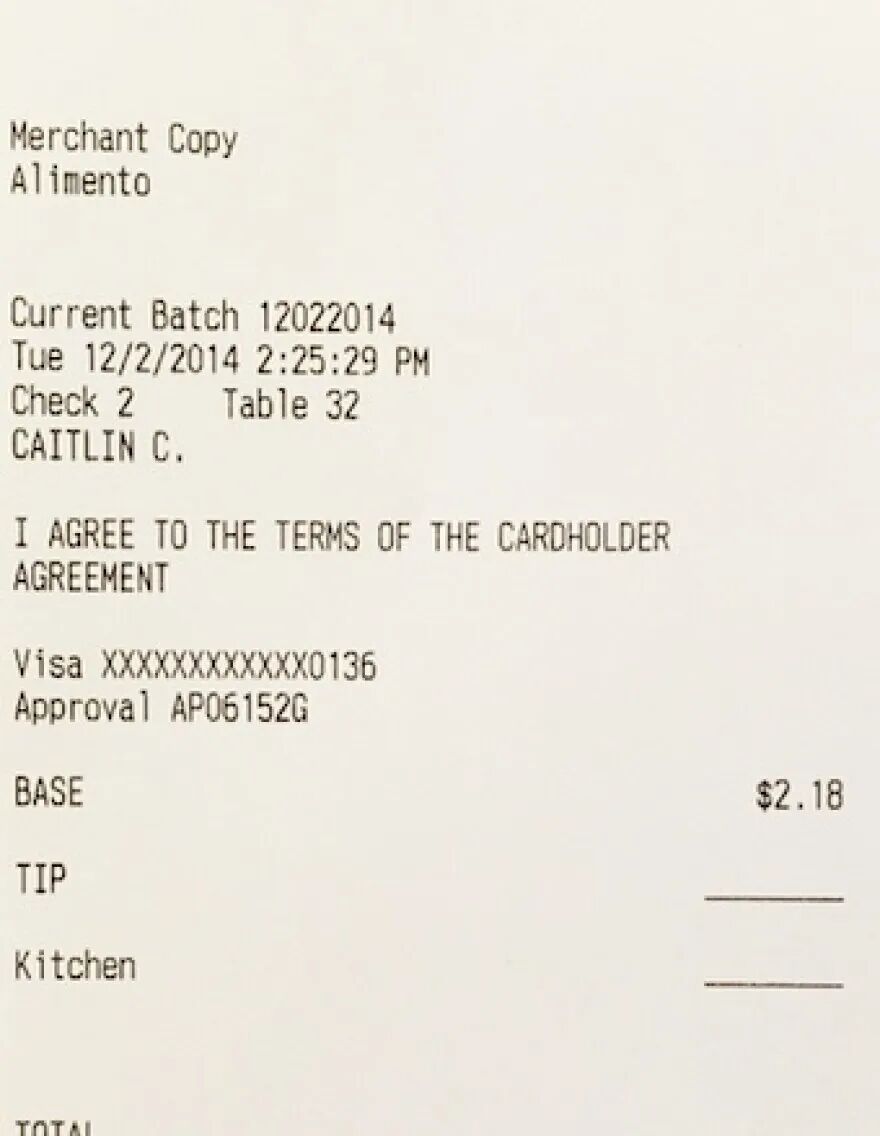 Merchant Copy
Alimento
Current Batch 12022014
Tue 12/2/2014 2:25:29 PM
Check 2 Table 32
CAITLIN C.
I AGREE TO THE TERMS OF THE CARDHOLDER
AGREEMENT
Visa XXXXXXXXXXXX0136
Approval AP06152G
BASE $2.18
TIP
Kitchen
TOTAL